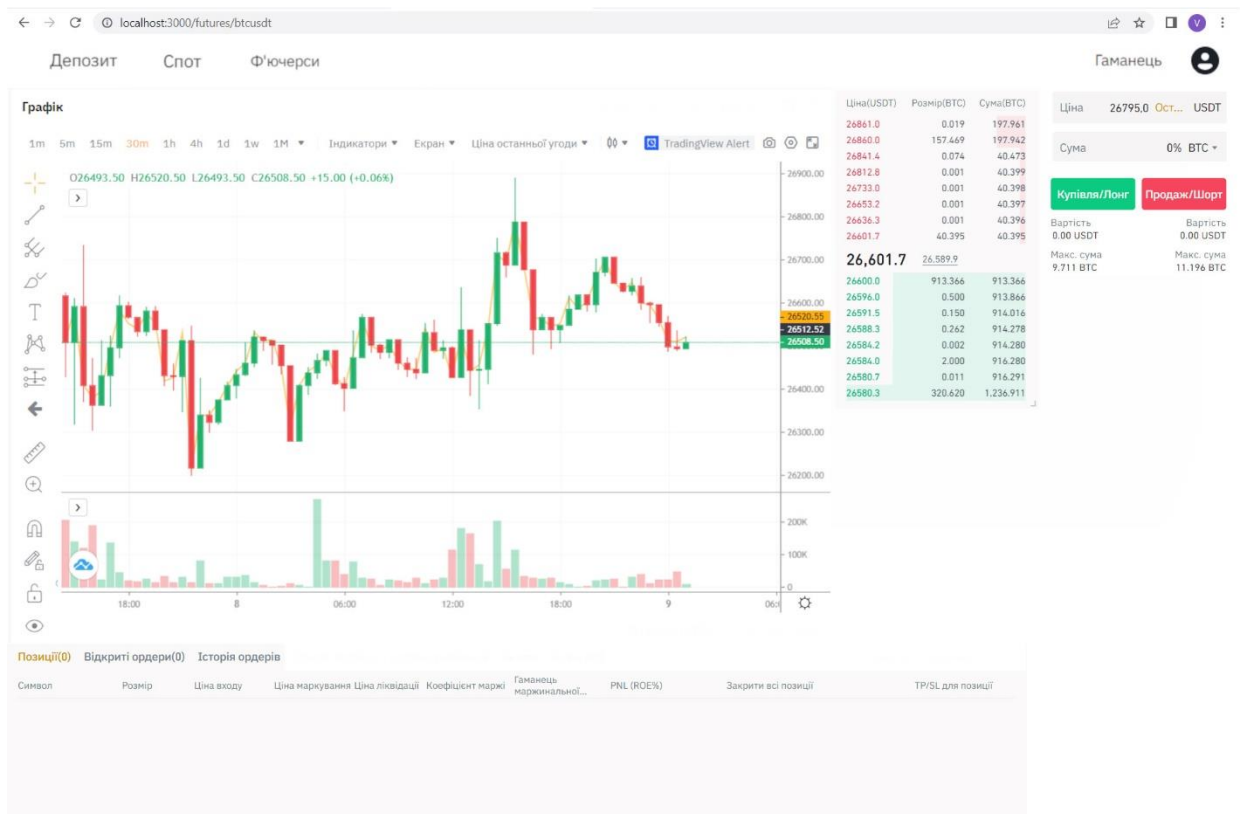 localhost:3000/futures/btcusdt
V
Депозит Спот Ф'ючерси Гаманець
Графік
1m 5m 15m 30m 1h 4h 1d 1w 1M Індикатори Екран Ціна останньої угоди TradingView Alert
O26493.50 H26520.50 L26493.50 C26508.50 +15.00 (+0.06%)
26900.00
26800.00
26700.00
26600.00
26520.55
26512.52
26508.50
26400.00
26300.00
26200.00
200K
100K
0
18:00 8 06:00 12:00 18:00 9 06:
Ціна(USDT) Розмір(BTC) Сума(BTC)
26861.0 0.019 197.961
26860.0 157.469 197.942
26841.4 0.074 40.473
26812.8 0.001 40.399
26733.0 0.001 40.398
26653.2 0.001 40.397
26636.3 0.001 40.396
26601.7 40.395 40.395
26,601.7 26,589.9
26600.0 913.366 913.366
26596.0 0.500 913.866
26591.5 0.150 914.016
26588.3 0.262 914.278
26584.2 0.002 914.280
26584.0 2.000 916.280
26580.7 0.011 916.291
26580.3 320.620 1,236.911
Ціна 26795,0 Ост... USDT
Сума 0% BTC
Купівля/Лонг Продаж/Шорт
Вартість Вартість
0.00 USDT 0.00 USDT
Макс. сума Макс. сума
9.711 BTC 11.196 BTC
Позиції(0) Відкриті ордери(0) Історія ордерів
Символ Розмір Ціна входу Ціна маркування Ціна ліквідації Коефіцієнт маржі Гаманець маржинальної... PNL (ROE%) Закрити всі позиції TP/SL для позиції